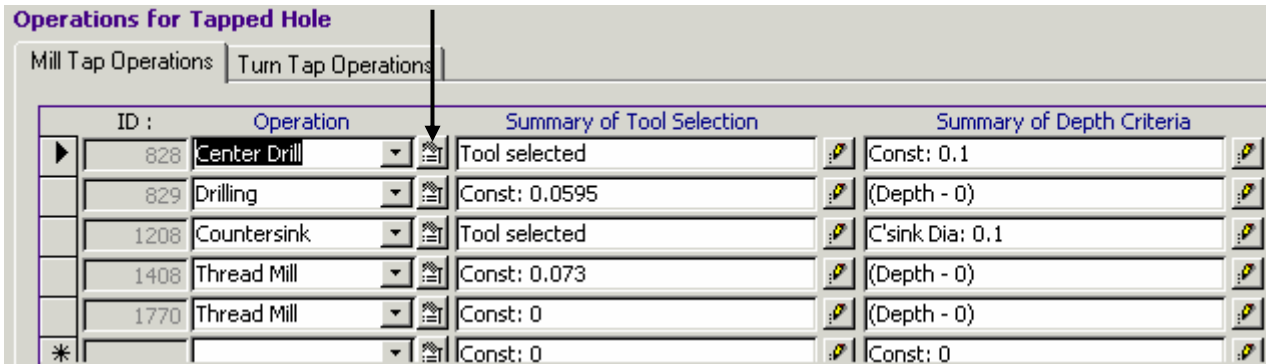 Operations for Tapped Hole
Mill Tap Operations Turn Tap Operations
ID : Operation Summary of Tool Selection Summary of Depth Criteria
828 Center Drill Tool selected Const: 0.1
829 Drilling Const: 0.0595 (Depth - 0)
1208 Countersink Tool selected C'sink Dia: 0.1
1408 Thread Mill Const: 0.073 (Depth - 0)
1770 Thread Mill Const: 0 (Depth - 0)
Const: 0 Const: 0